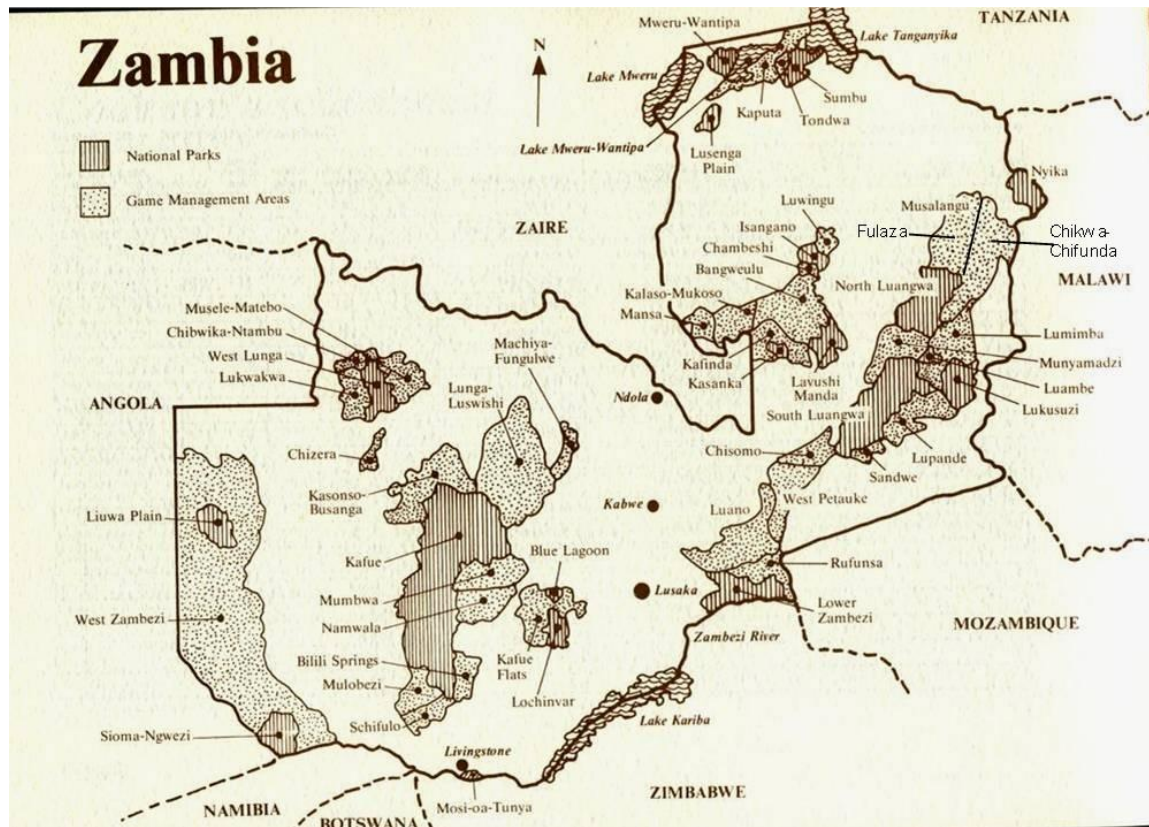 Zambia
National Parks
Game Management Areas
N
TANZANIA
Mweru-Wantipa
Lake Tanganyika
Lake Mweru
Sumbu
Kaputa
Tondwa
Lake Mweru-Wantipa
Lusenga
Plain
Nyika
Luwingu
Musalangu
ZAIRE
Isangano
Fulaza
Chikwa-
Chifunda
Chambeshi
Bangweulu
MALAWI
North Luangwa
Kalaso-Mukoso
Musele-Matebo
Mansa
Chibwika-Ntambu
Machiya-
Fungulwe
Lumimba
West Lunga
Munyamadzi
Kafinda
Kasanka
Lukwakwa
Lunga-
Luswishi
Lavushi
Manda
Luambe
Lukusuzi
ANGOLA
Ndola
South Luangwa
Chizera
Chisomo
Lupande
Sandwe
Kasonso-
Busanga
West Petauke
Kabwe
Luano
Liuwa Plain
Blue Lagoon
Kafue
Rufunsa
Lusaka
Mumbwa
Lower
Zambezi
West Zambezi
Namwala
MOZAMBIQUE
Zambezi River
Bilili Springs
Kafue
Flats
Mulobezi
Lochinvar
Schifulo
Lake Kariba
Sioma-Ngwezi
Livingstone
ZIMBABWE
Mosi-oa-Tunya
NAMIBIA
BOTSWANA